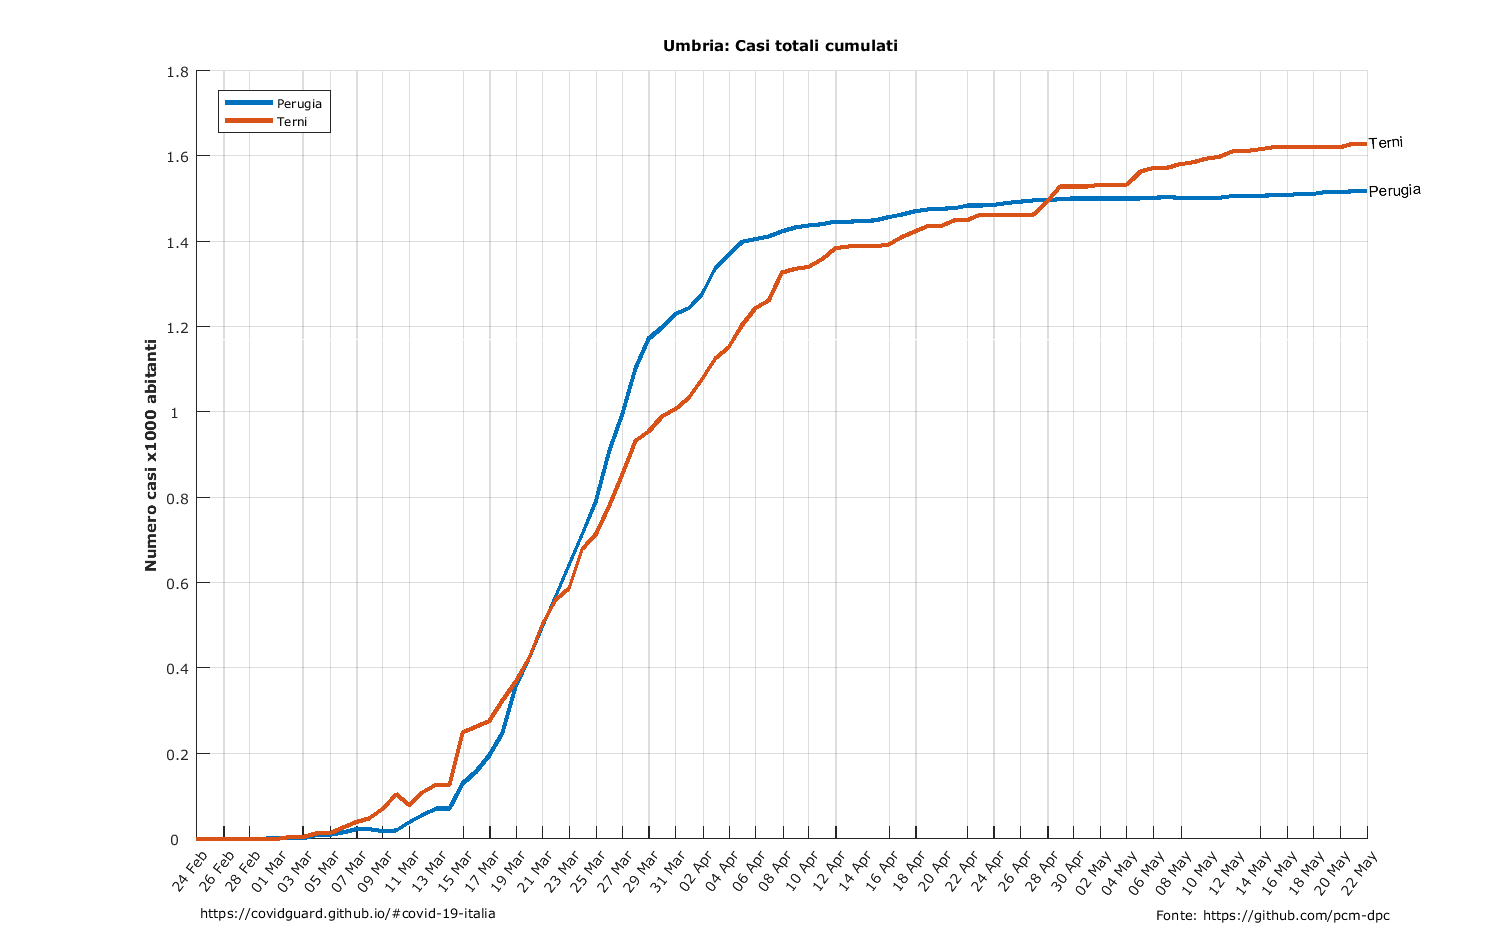 Umbria: Casi totali cumulati
1.8
Perugia
Terni
Terni
1.6
Perugia
1.4
1.2
1
0.8
0.6
0.4
0.2
0
Numero casi x1000 abitanti
24 Feb
26 Feb
28 Feb
01 Mar
03 Mar
05 Mar
07 Mar
09 Mar
11 Mar
13 Mar
15 Mar
17 Mar
19 Mar
21 Mar
23 Mar
25 Mar
27 Mar
29 Mar
31 Mar
02 Apr
04 Apr
06 Apr
08 Apr
10 Apr
12 Apr
14 Apr
16 Apr
18 Apr
20 Apr
22 Apr
24 Apr
26 Apr
28 Apr
30 Apr
02 May
04 May
06 May
08 May
10 May
12 May
14 May
16 May
18 May
20 May
22 May
https://covidguard.github.io/#covid-19-italia
Fonte: https://github.com/pcm-dpc